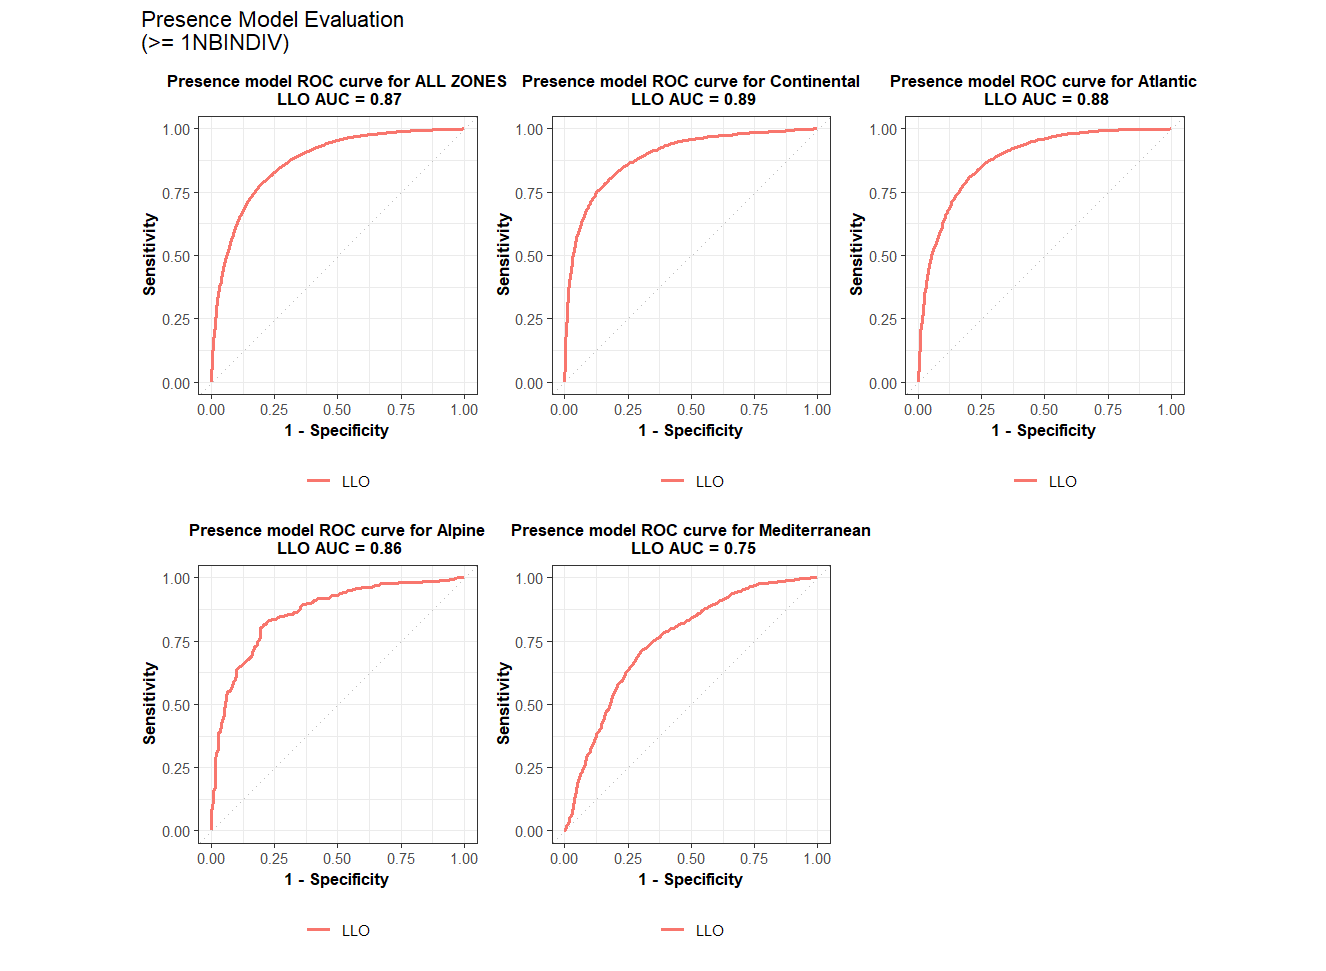 Presence Model Evaluation
(>= 1NBINDIV)
Presence model ROC curve for ALL ZONES
LLO AUC = 0.87
1.00
0.75
0.50
0.25
0.00
Sensitivity
0.00 0.25 0.50 0.75 1.00
1 - Specificity
LLO
Presence model ROC curve for Continental
LLO AUC = 0.89
1.00
0.75
0.50
0.25
0.00
Sensitivity
0.00 0.25 0.50 0.75 1.00
1 - Specificity
LLO
Presence model ROC curve for Atlantic
LLO AUC = 0.88
1.00
0.75
0.50
0.25
0.00
Sensitivity
0.00 0.25 0.50 0.75 1.00
1 - Specificity
LLO
Presence model ROC curve for Alpine
LLO AUC = 0.86
1.00
0.75
0.50
0.25
0.00
Sensitivity
0.00 0.25 0.50 0.75 1.00
1 - Specificity
LLO
Presence model ROC curve for Mediterranean
LLO AUC = 0.75
1.00
0.75
0.50
0.25
0.00
Sensitivity
0.00 0.25 0.50 0.75 1.00
1 - Specificity
LLO